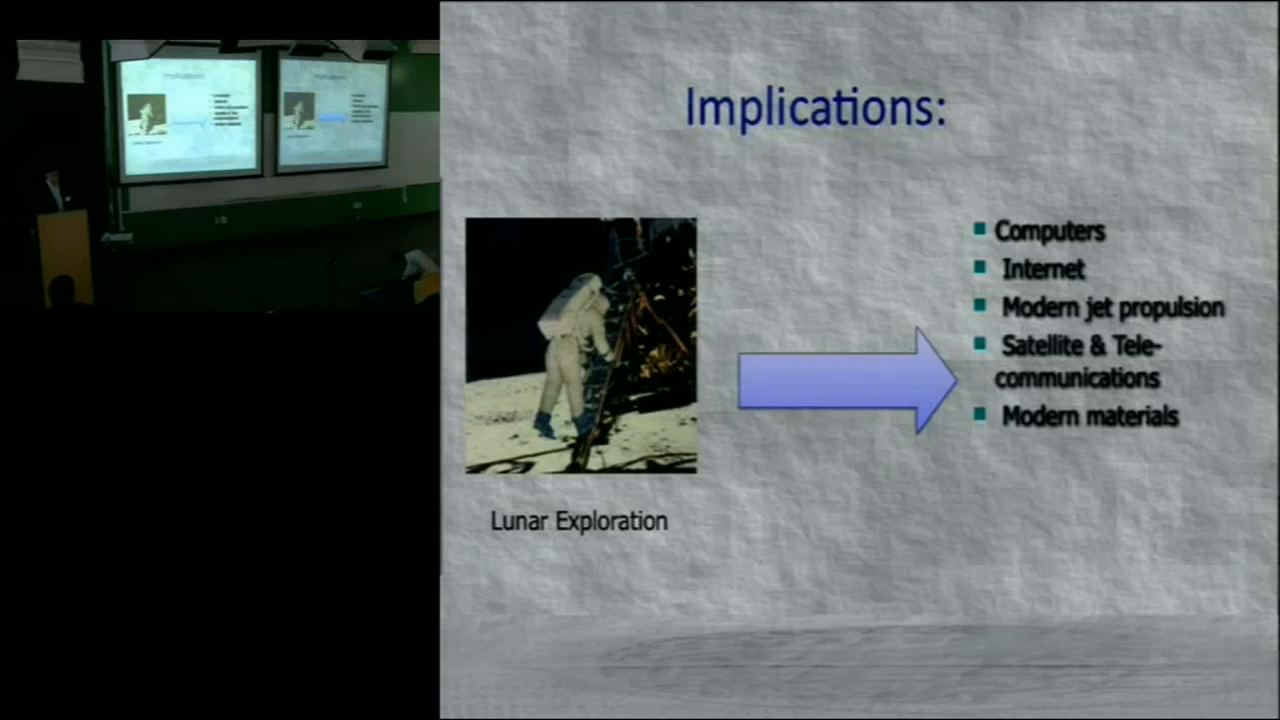 Implications:
Computers
Internet
Modern jet propulsion
Satellite & Tele-
communications
Modern materials
Lunar Exploration